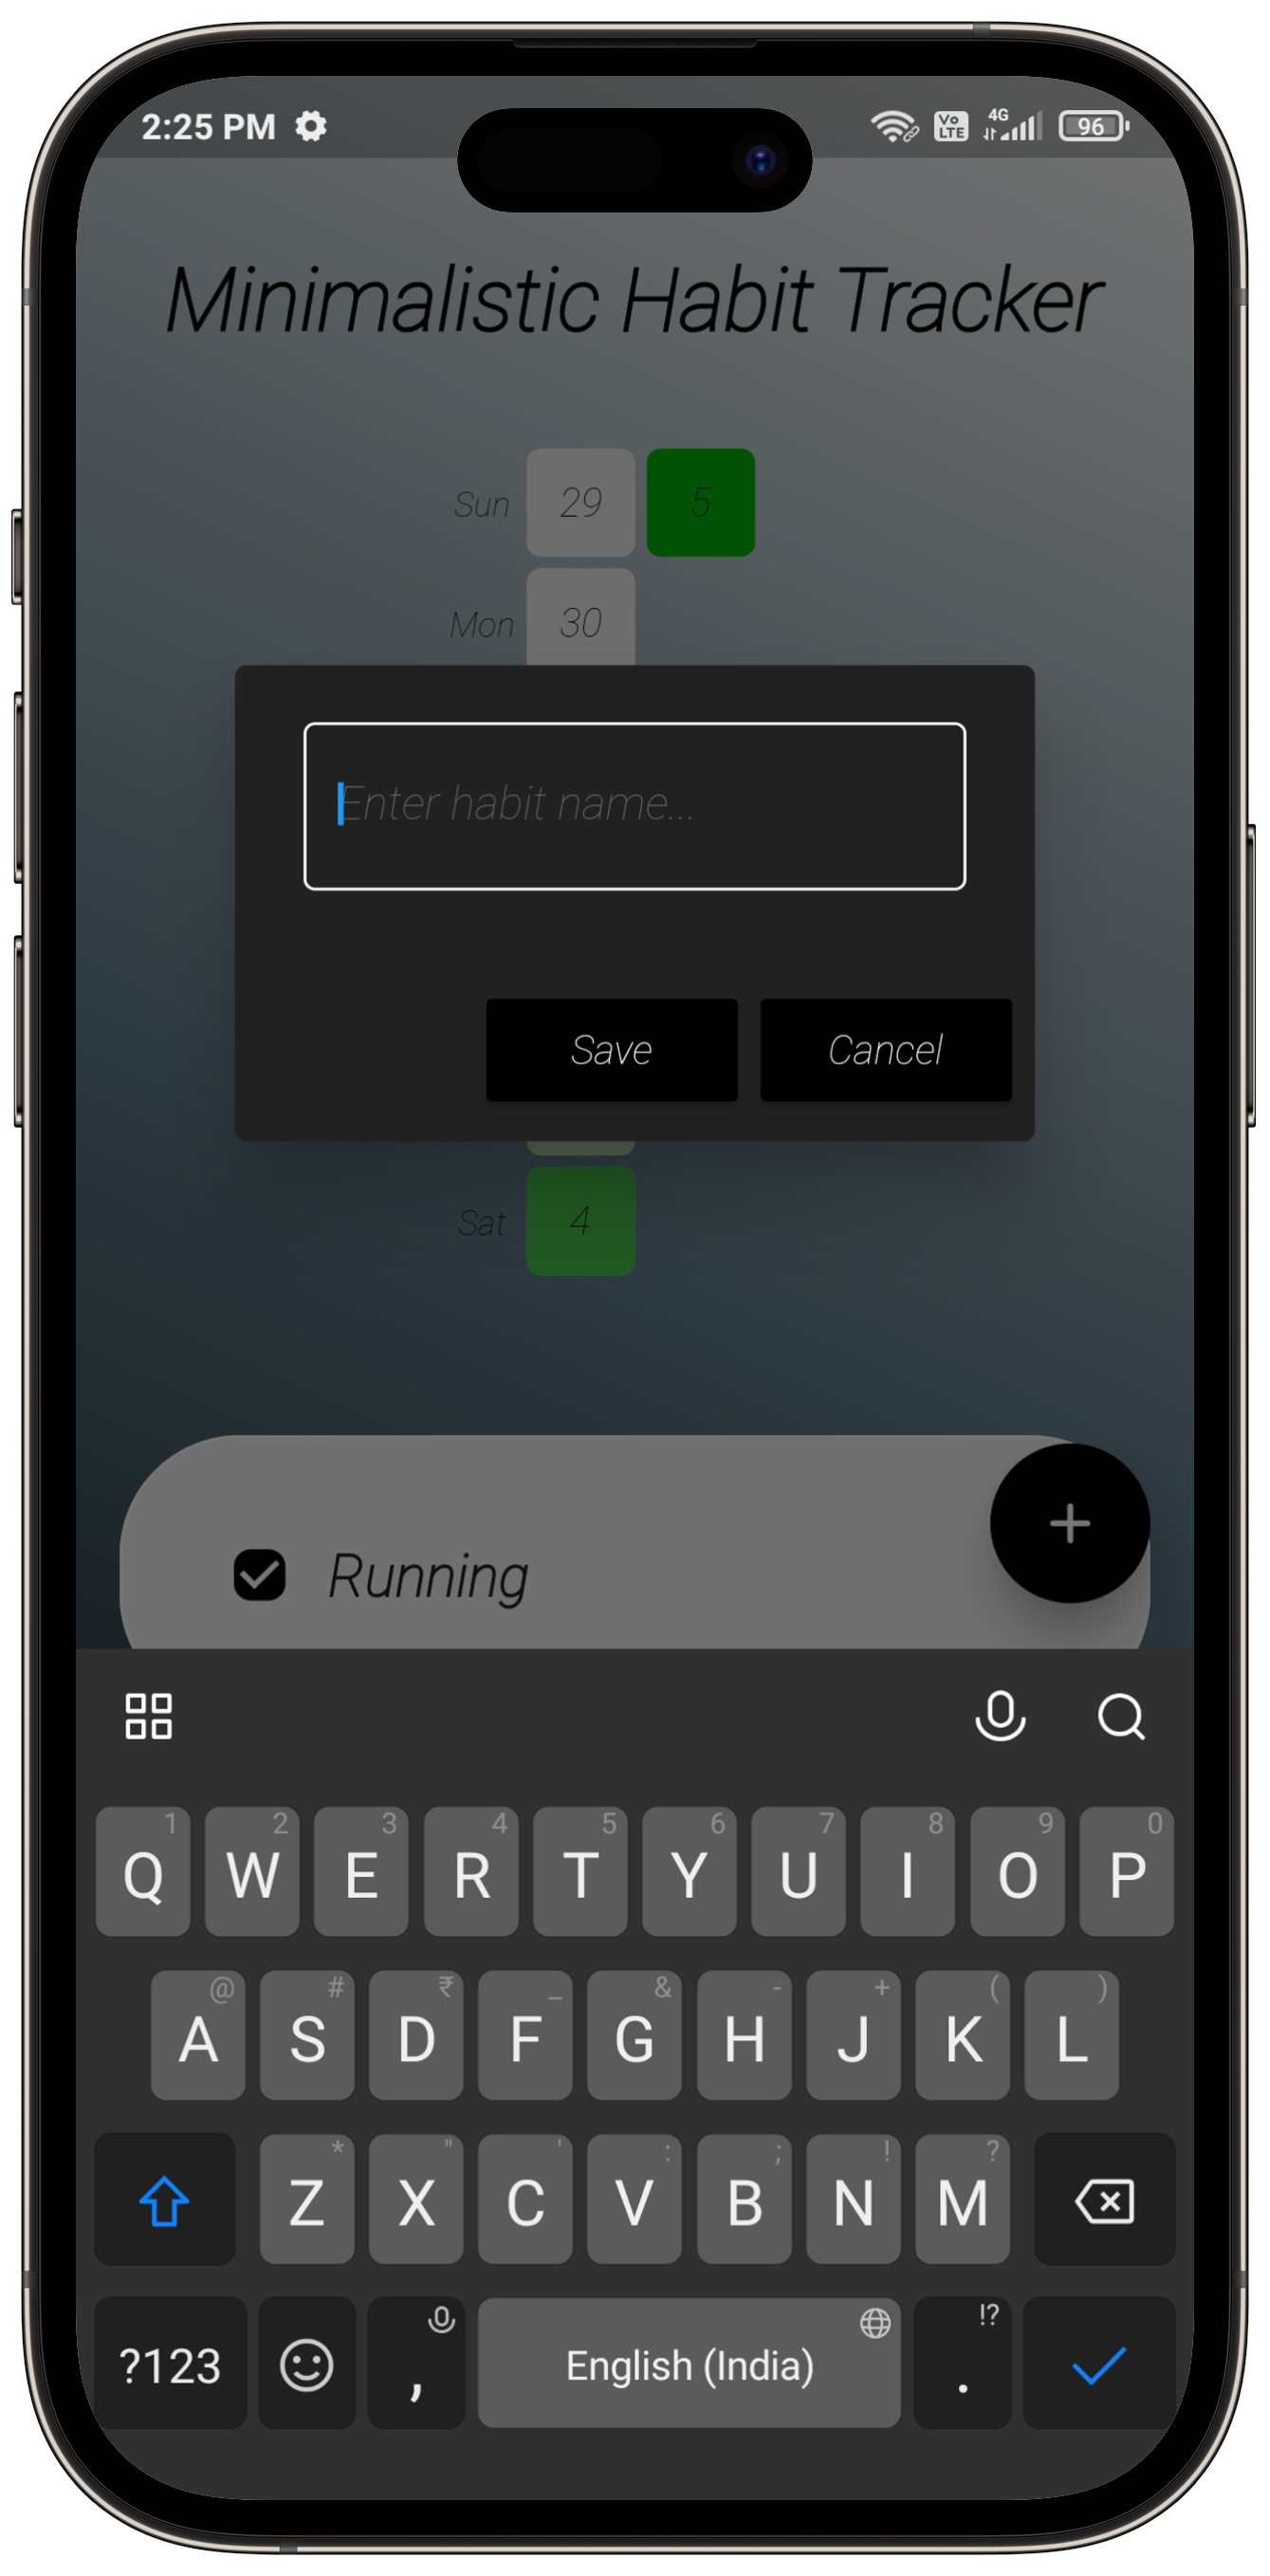 2:25 PM Vo LTE 4G 96
Minimalistic Habit Tracker
Sun 29 5
Mon 30
Enter habit name...
Save Cancel
Sat 4
Running
1 2 3 4 5 6 7 8 9 0
Q W E R T Y U I O P
@ # ₹ _ & - + ( )
A S D F G H J K L
* " ' : ; ! ?
Z X C V B N M
!?
?123 , English (India) .